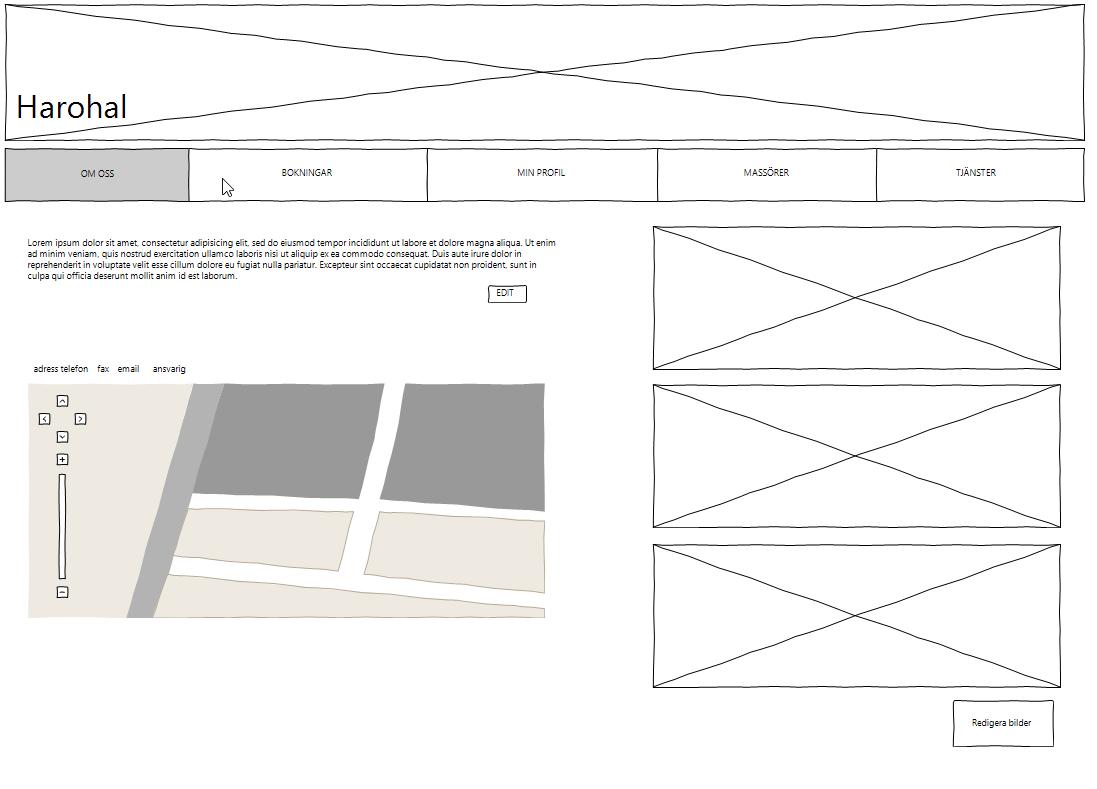 Harohal
OM OSS BOKNINGAR MIN PROFIL MASSÖRER TJÄNSTER
Lorem ipsum dolor sit amet, consectetur adipisicing elit, sed do eiusmod tempor incididunt ut labore et dolore magna aliqua. Ut enim
ad minim veniam, quis nostrud exercitation ullamco laboris nisi ut aliquip ex ea commodo consequat. Duis aute irure dolor in
reprehenderit in voluptate velit esse cillum dolore eu fugiat nulla pariatur. Excepteur sint occaecat cupidatat non proident, sunt in
culpa qui officia deserunt mollit anim id est laborum.
EDIT
adress telefon fax email ansvarig
Redigera bilder